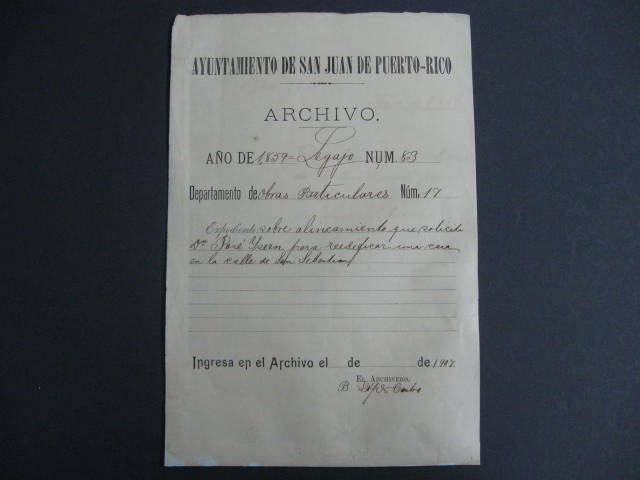 AYUNTAMIENTO DE SAN JUAN DE PUERTO-RICO
ARCHIVO.
AÑO DE 1859= Legajo NUM. 83
Departamento de Obras Particulares Núm. 17
Expediente sobre alineamiento que solicita
Dn José Ysern para reedificar una casa
en la calle de San Sebastian
Ingresa en el Archivo el de de 1907
EL ARCHIVERO.
B